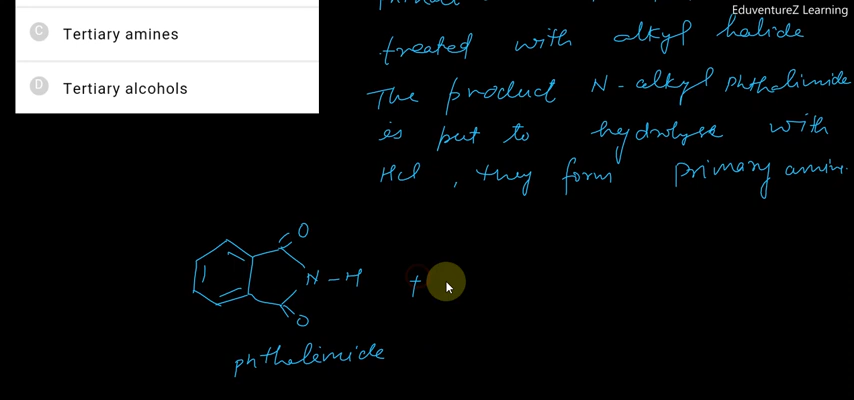 EduventureZ Learning
C Tertiary amines
D Tertiary alcohols
treated with alkyl halide
The product N-alkyl phthalimide
is put to hydrolyse with
HCl, they form primary amine.
O
N-H +
O
phthalimide